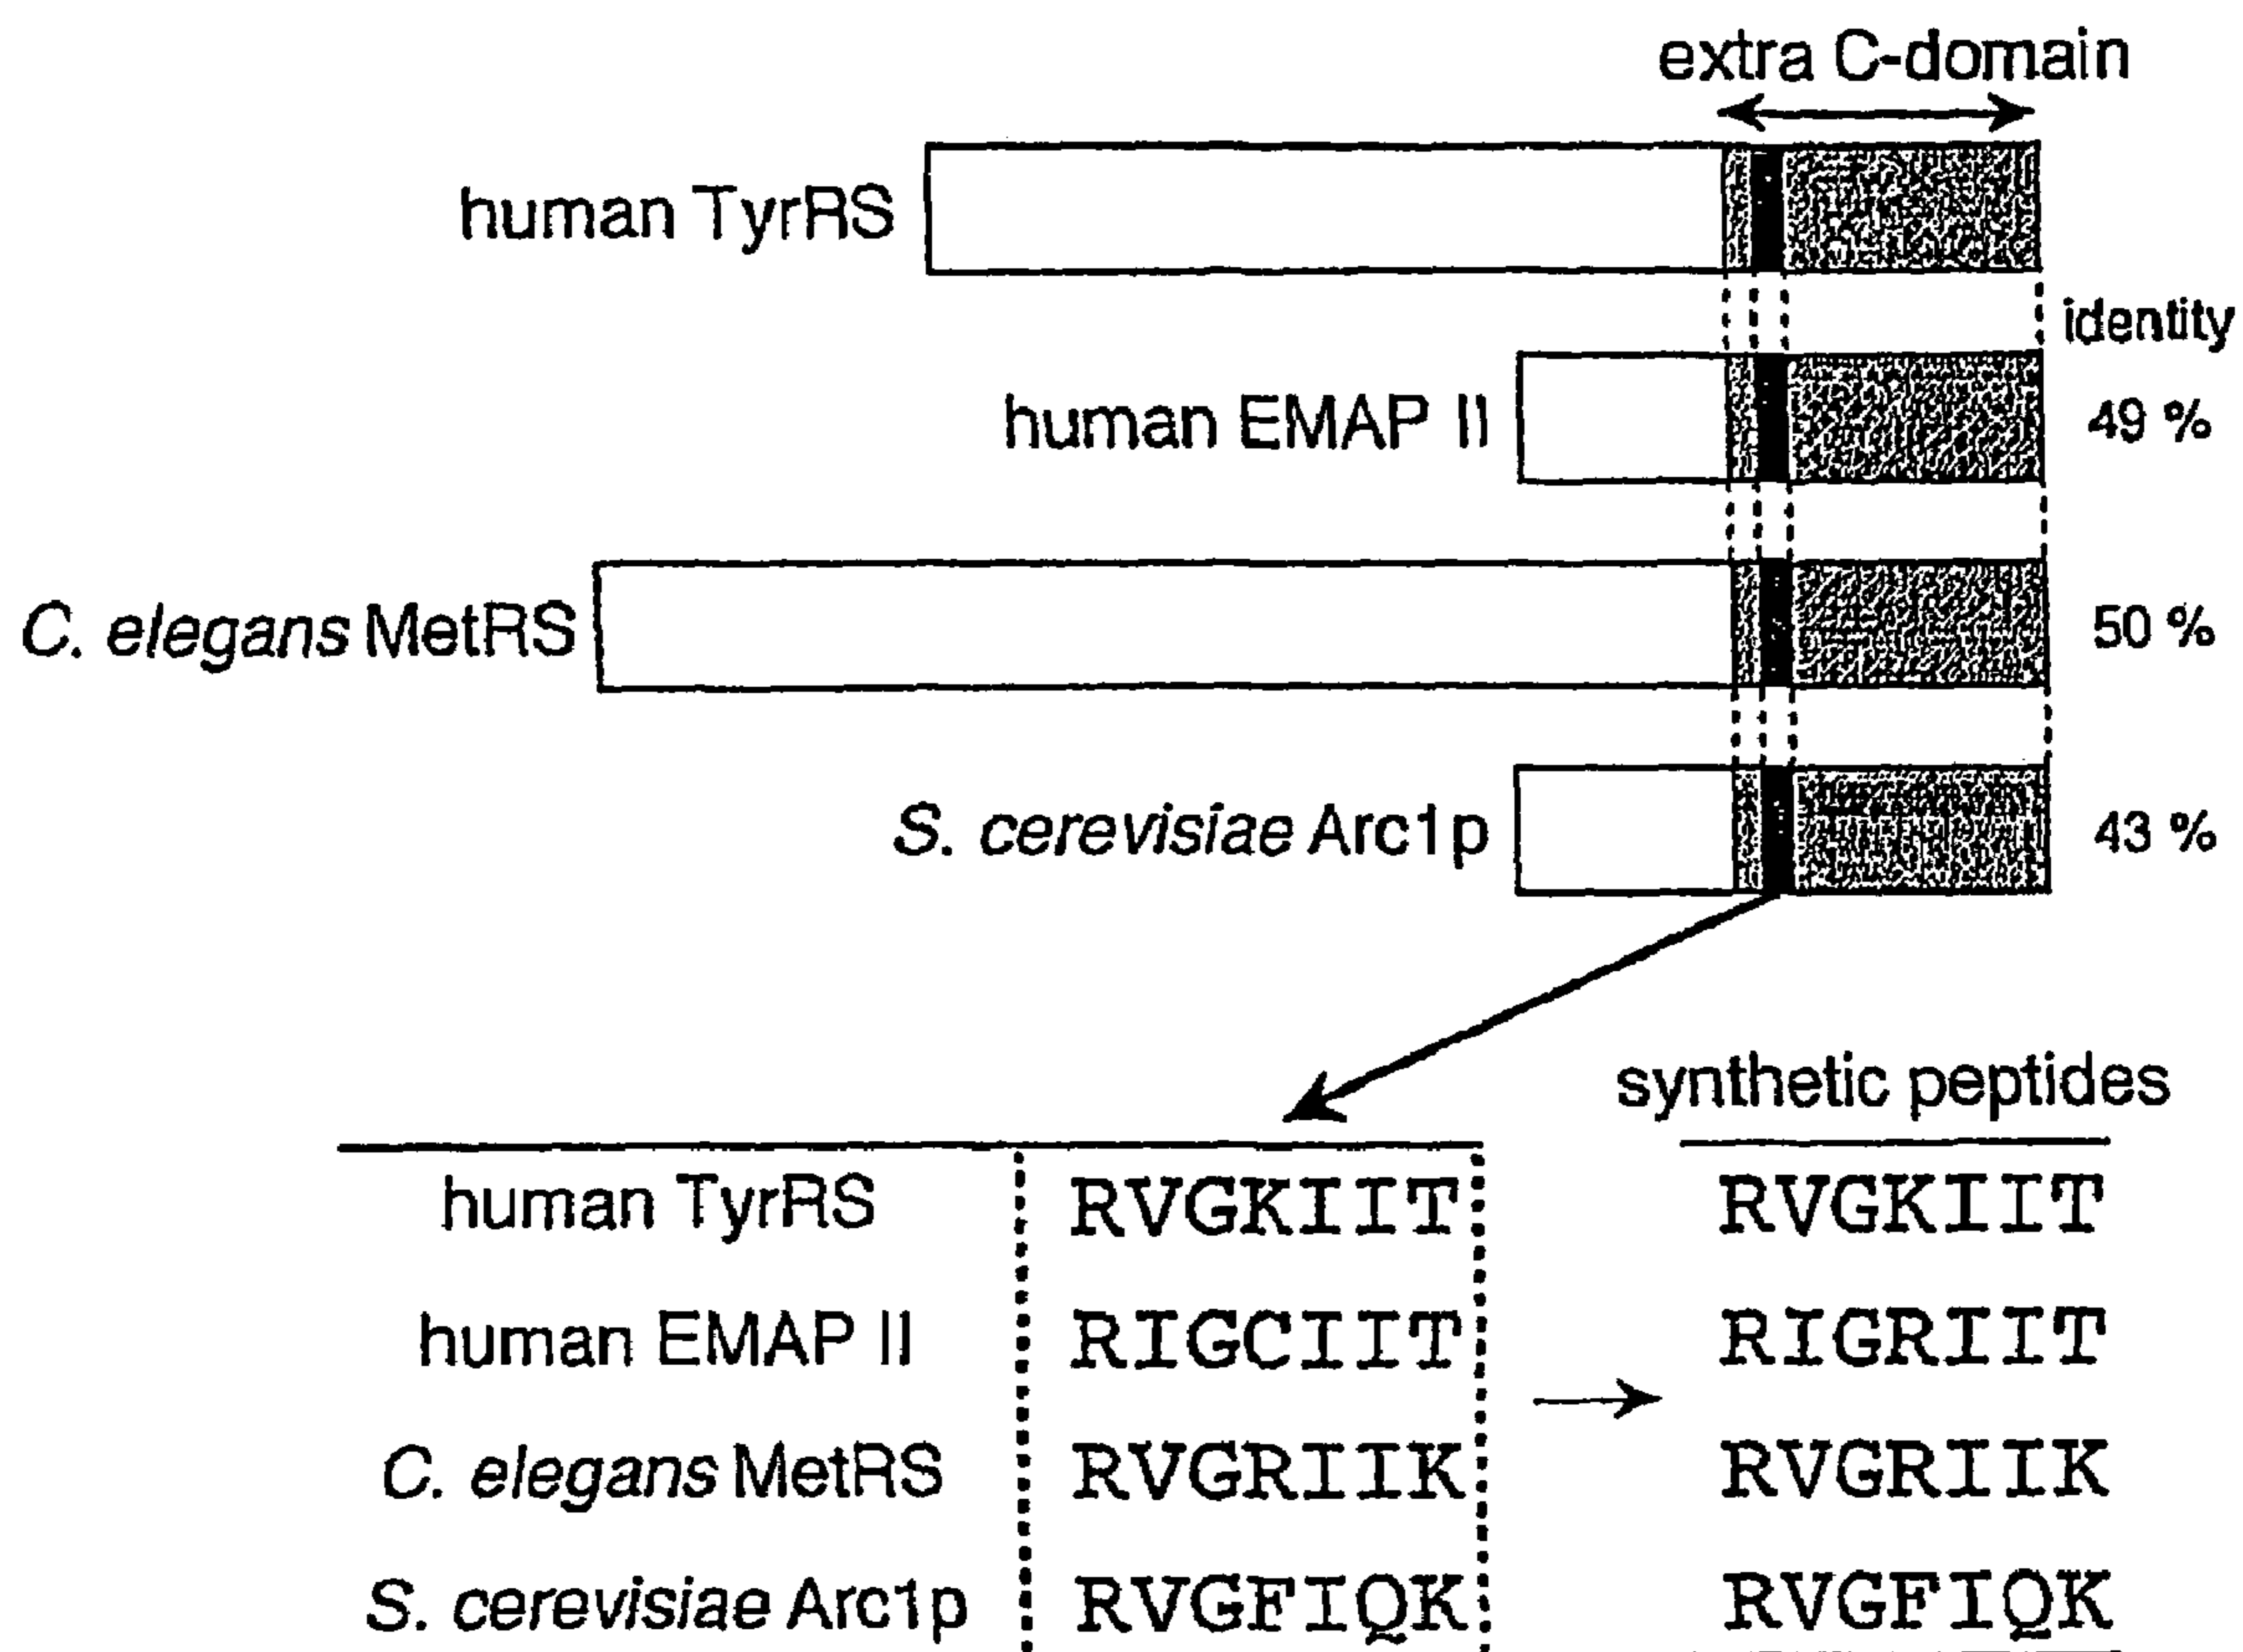 extra C-domain
human TyrRS
identity
human EMAP II 49 %
C. elegans MetRS 50 %
S. cerevisiae Arc1p 43 %
synthetic peptides
human TyrRS RVGKIIT RVGKIIT
human EMAP II RIGCIIT RIGRIIT
C. elegans MetRS RVGRIIK RVGRIIK
S. cerevisiae Arc1p RVGFIQK RVGFIQK